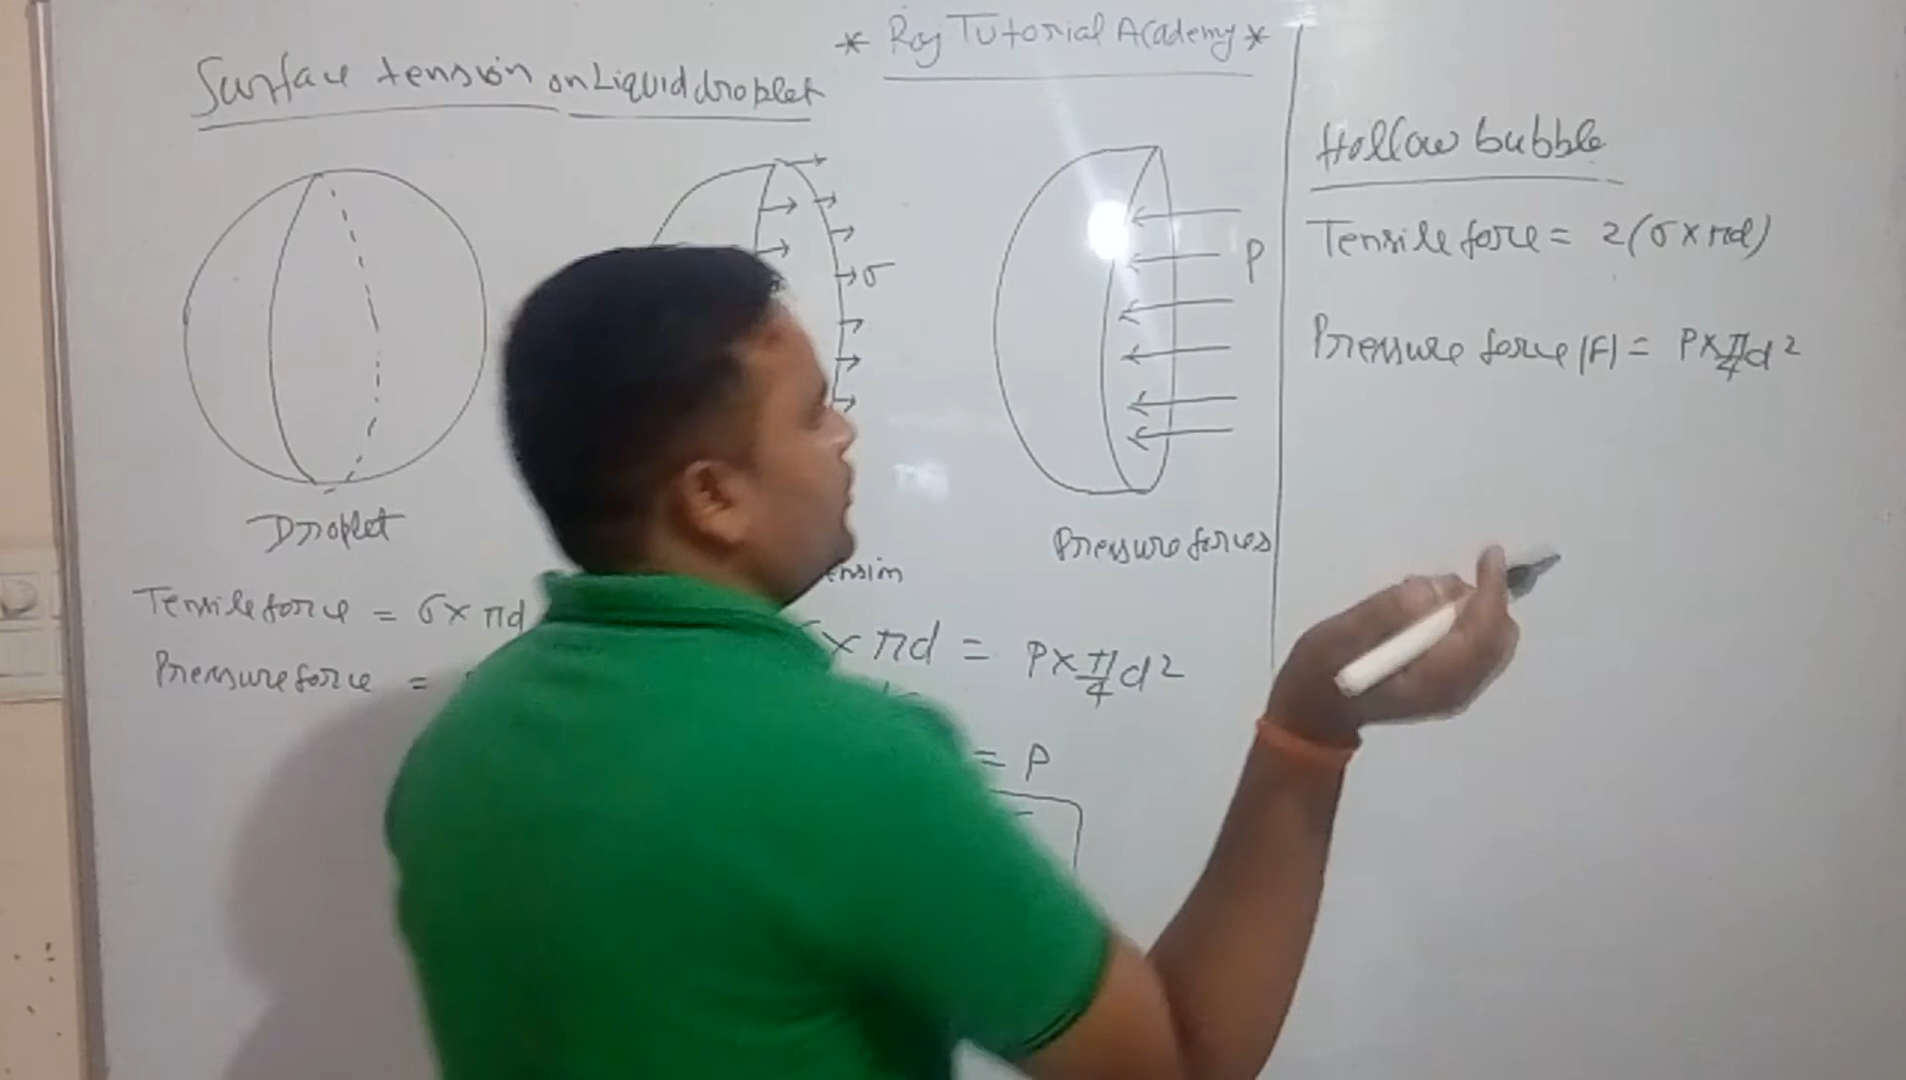 * Raj Tutorial Academy *
Surface tension on Liquid droplet
σ
P
Droplet
Pressure forces
Tensile force = σ × πd
Pressure force =
× πd = P × π/4 d²
= P
Hollow bubble
Tensile force = 2(σ × πd)
Pressure force (F) = P × π/4 d²